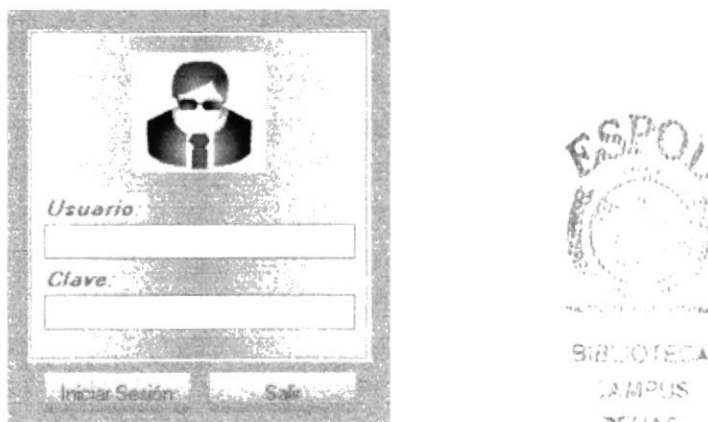 Usuario:
Clave:
Iniciar Sesión
Salir
ESPOL
BIBLIOTECA
CAMPUS